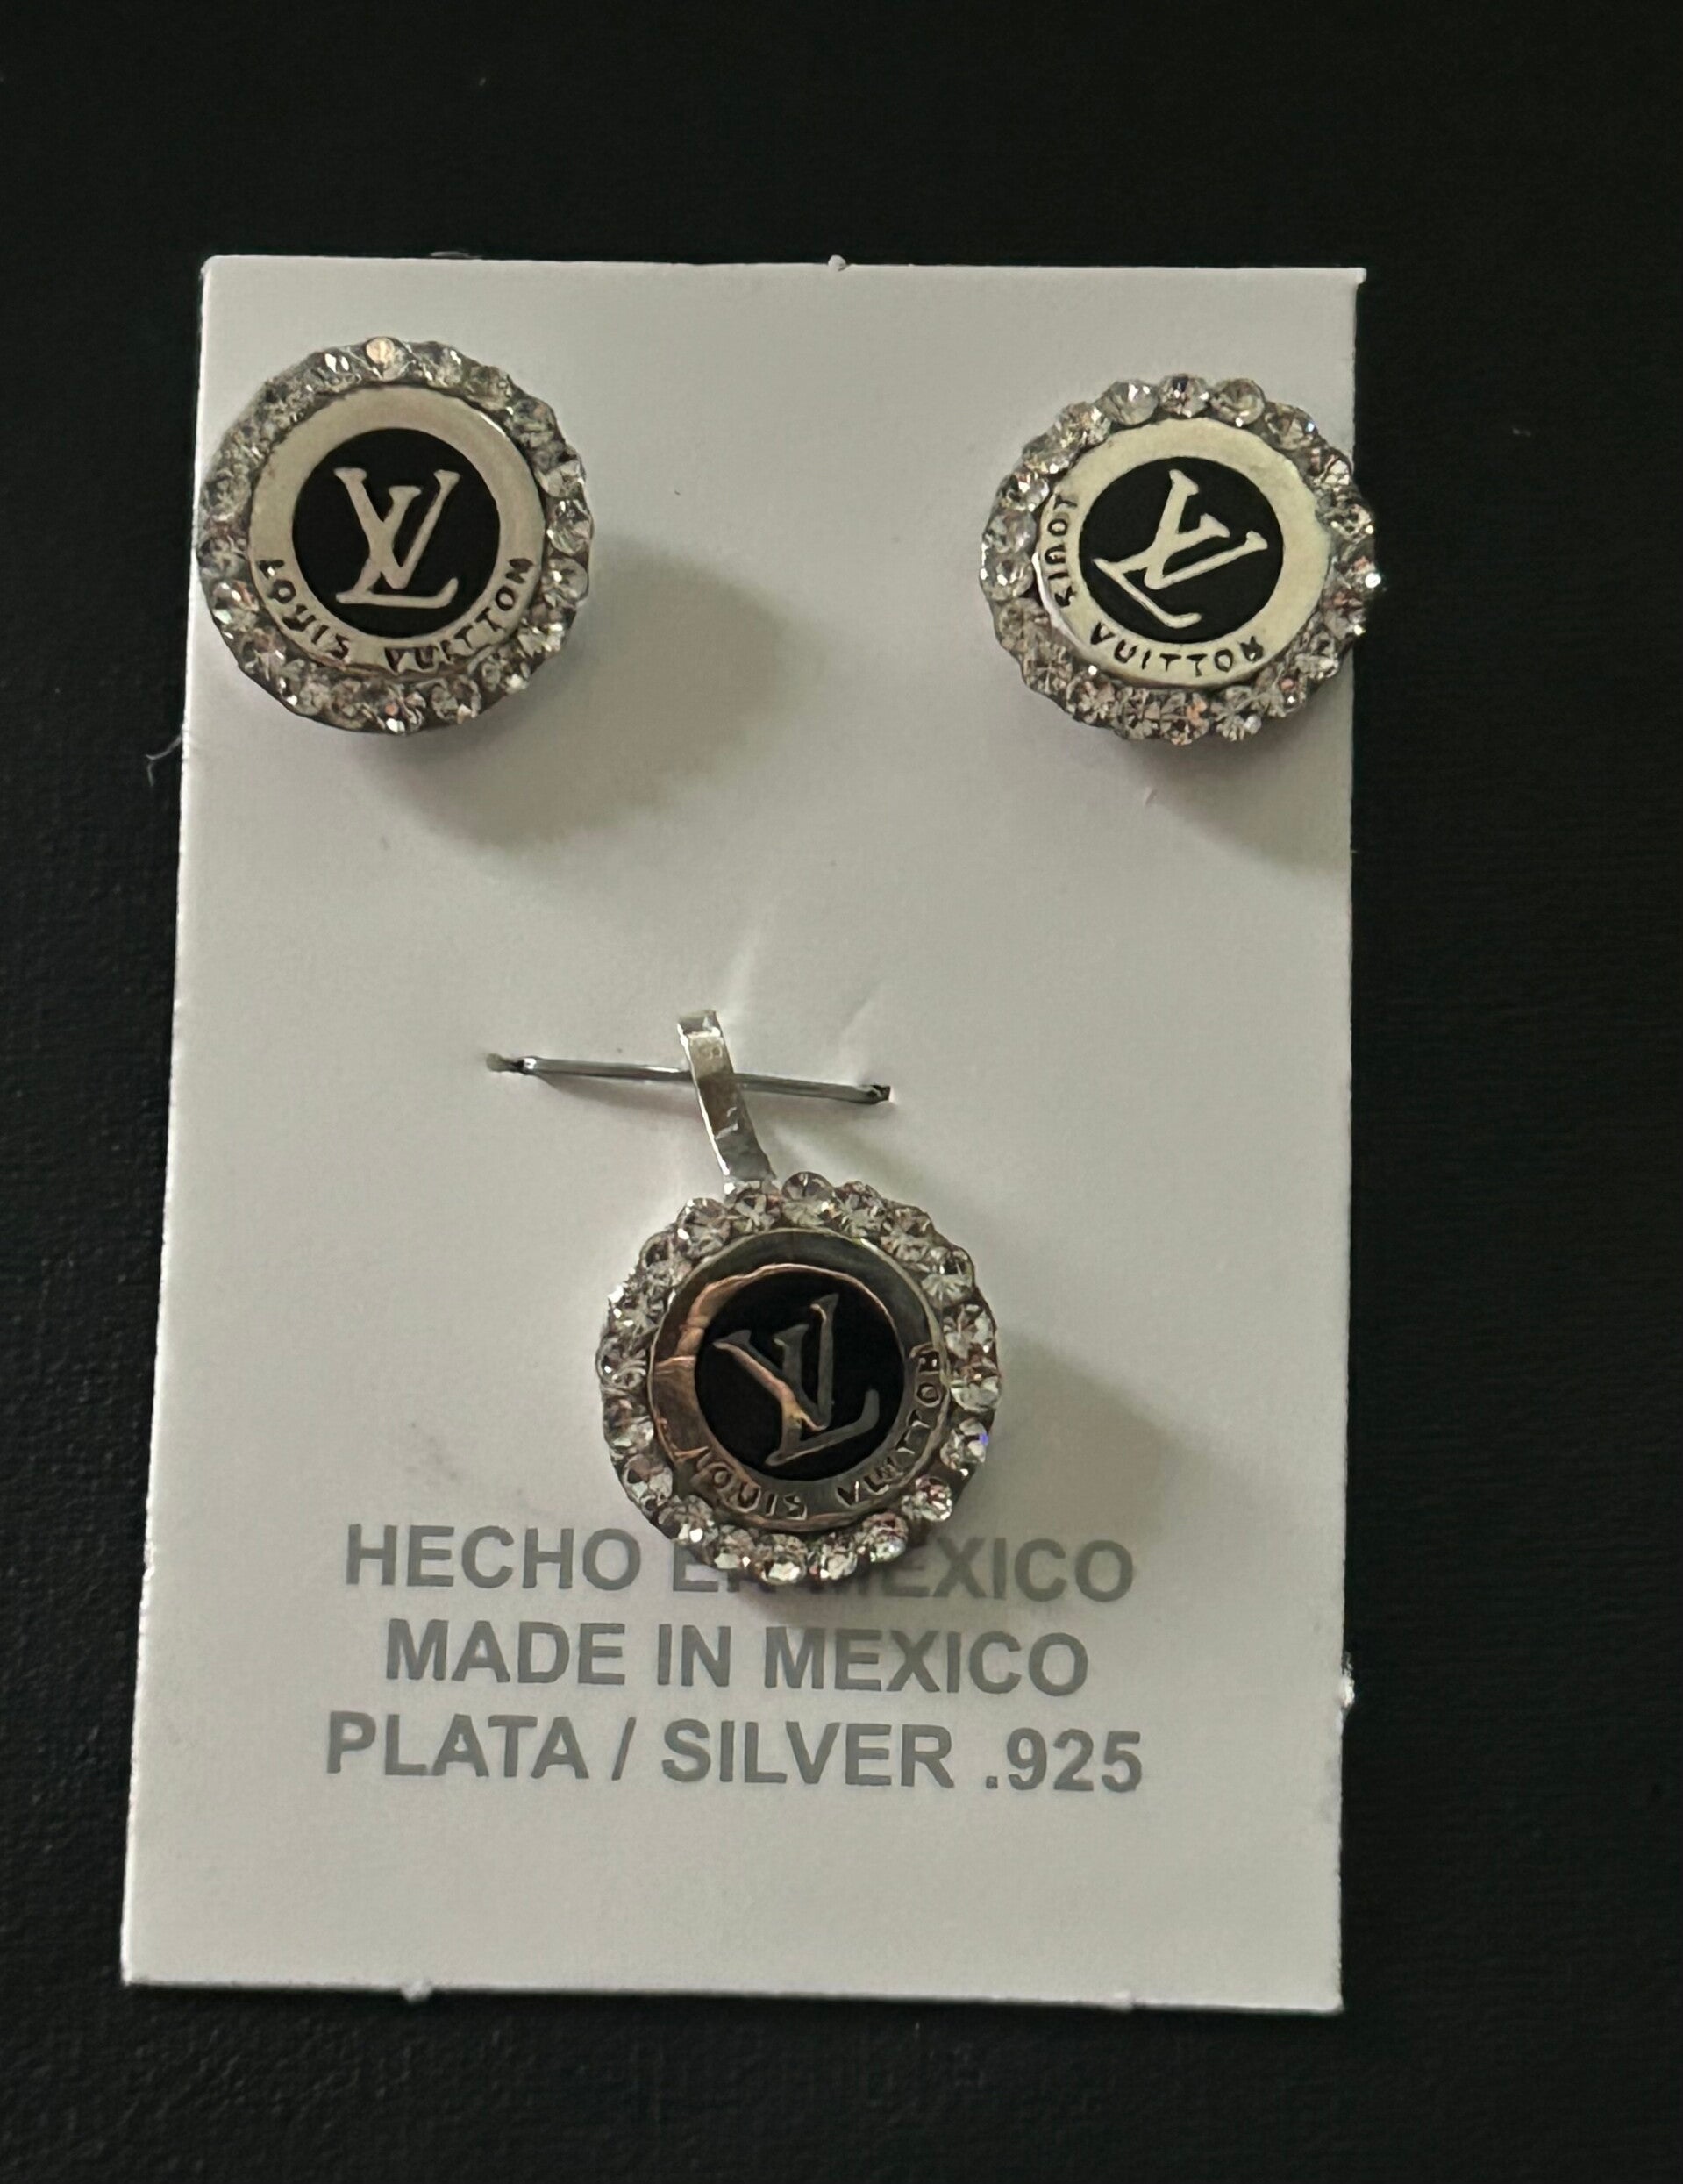 LV
LOUIS VUITTON
LV
LOUIS VUITTON
LV
LOUIS VUITTON
HECHO EN MEXICO
MADE IN MEXICO
PLATA / SILVER .925